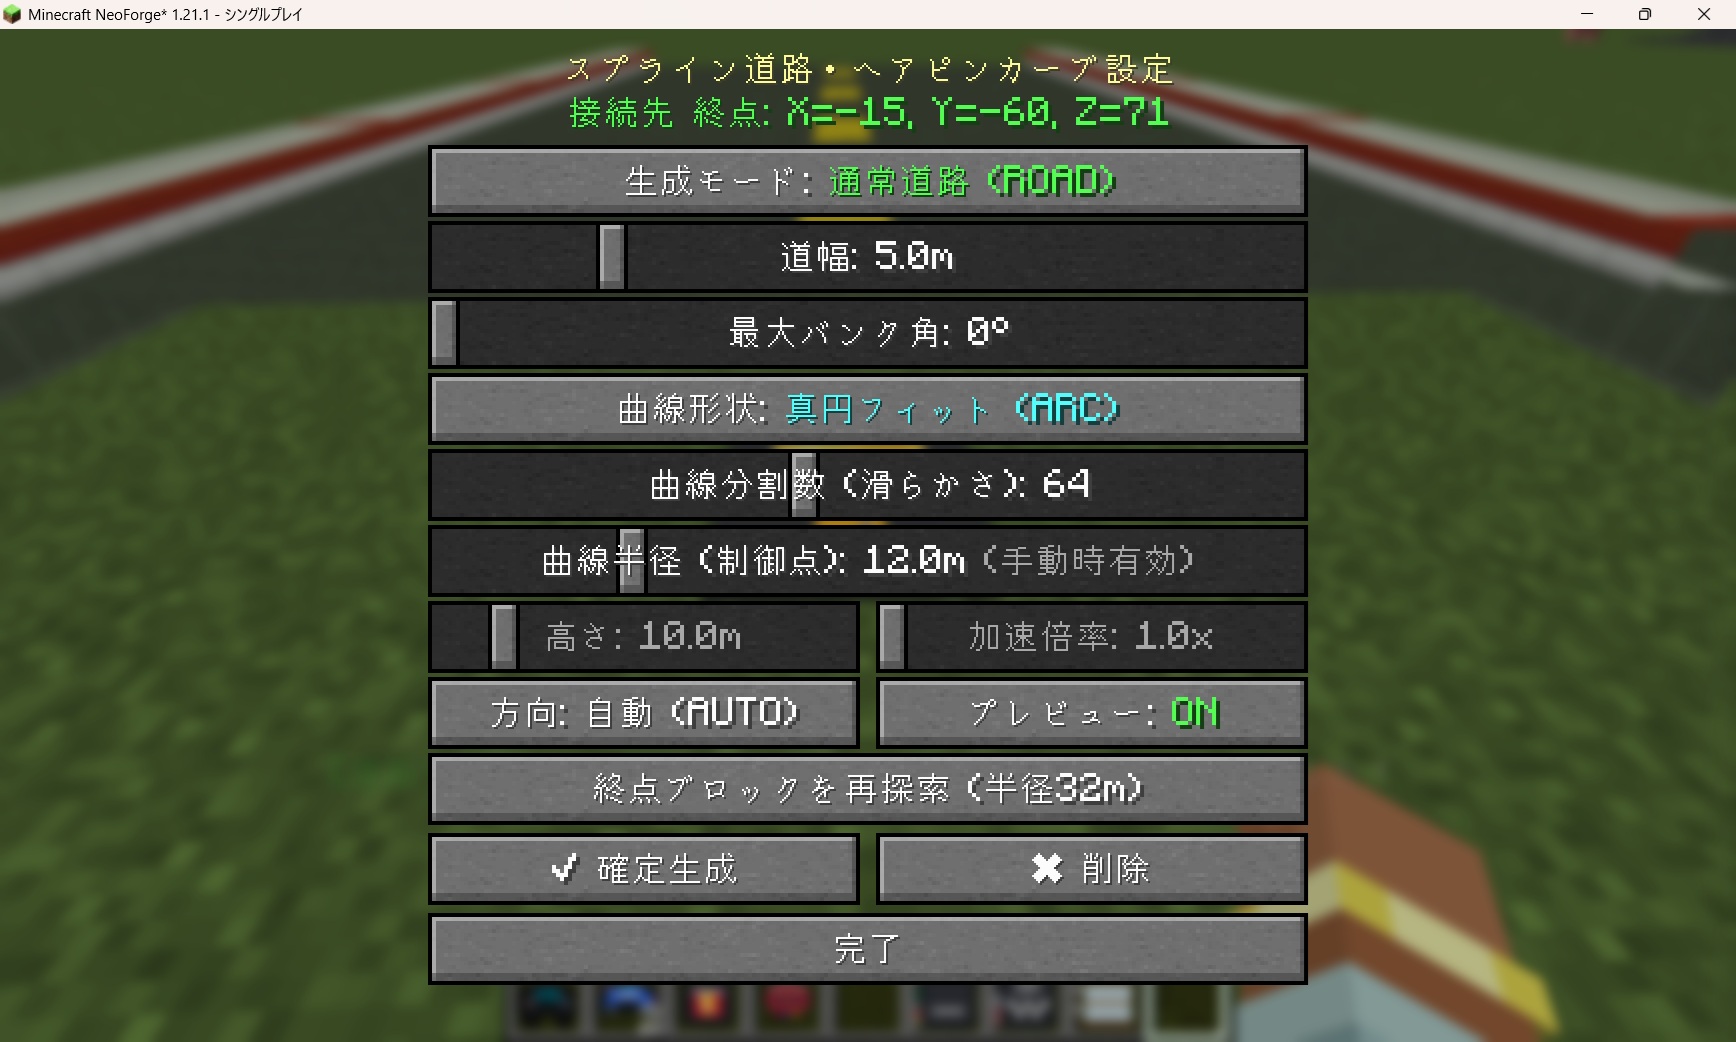 Minecraft NeoForge* 1.21.1 - シングルプレイ
スプライン道路・ヘアピンカーブ設定
接続先 終点: X=-15, Y=-60, Z=71
生成モード: 通常道路 (ROAD)
道幅: 5.0m
最大バンク角: 0°
曲線形状: 真円フィット (ARC)
曲線分割数 (滑らかさ): 64
曲線半径 (制御点): 12.0m (手動時有効)
高さ: 10.0m
加速倍率: 1.0x
方向: 自動 (AUTO)
プレビュー: ON
終点ブロックを再探索 (半径32m)
✔ 確定生成
✖ 削除
完了